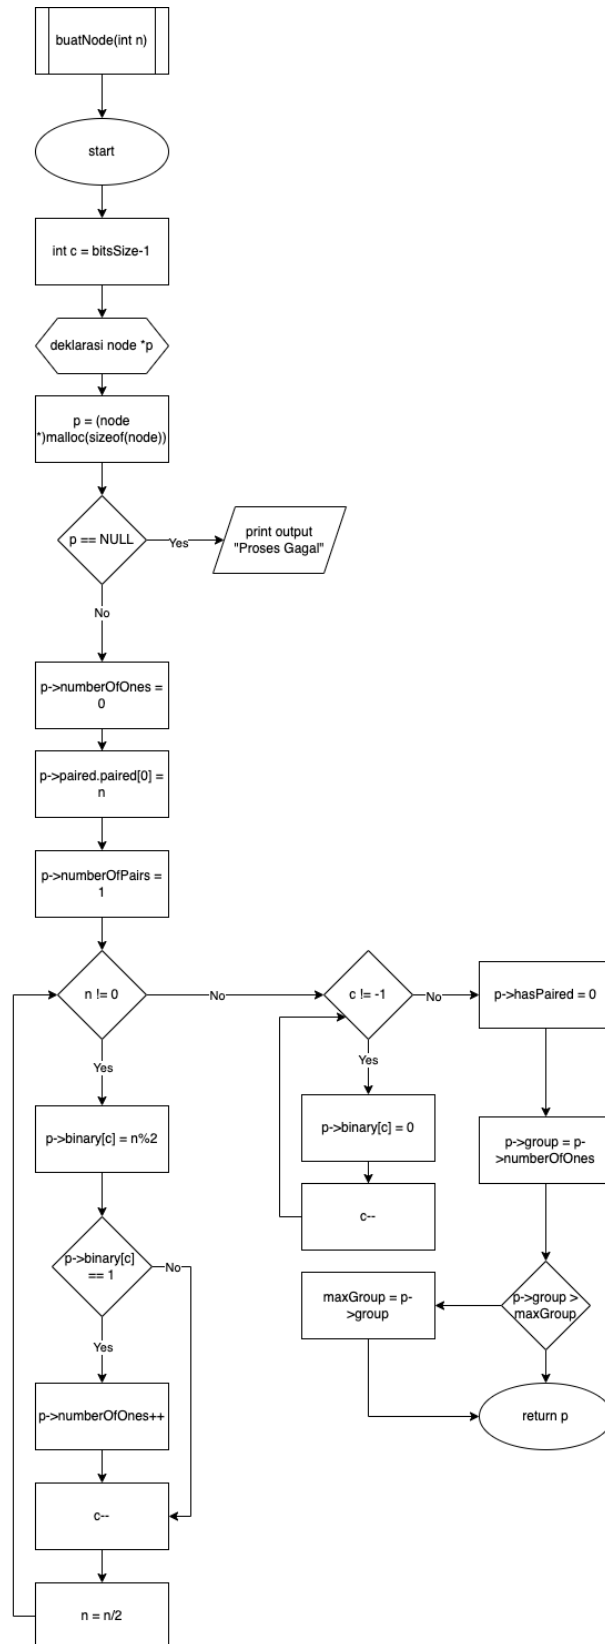 buatNode(int n)
start
int c = bitsSize-1
deklarasi node *p
p = (node
*)malloc(sizeof(node))
p == NULL
Yes
print output
"Proses Gagal"
No
p->numberOfOnes =
0
p->paired.paired[0] =
n
p->numberOfPairs =
1
n != 0
No
c != -1
No
p->hasPaired = 0
Yes
Yes
p->binary[c] = n%2
p->binary[c] = 0
p->group = p-
>numberOfOnes
c--
p->binary[c]
== 1
No
maxGroup = p-
>group
p->group >
maxGroup
Yes
p->numberOfOnes++
return p
c--
n = n/2